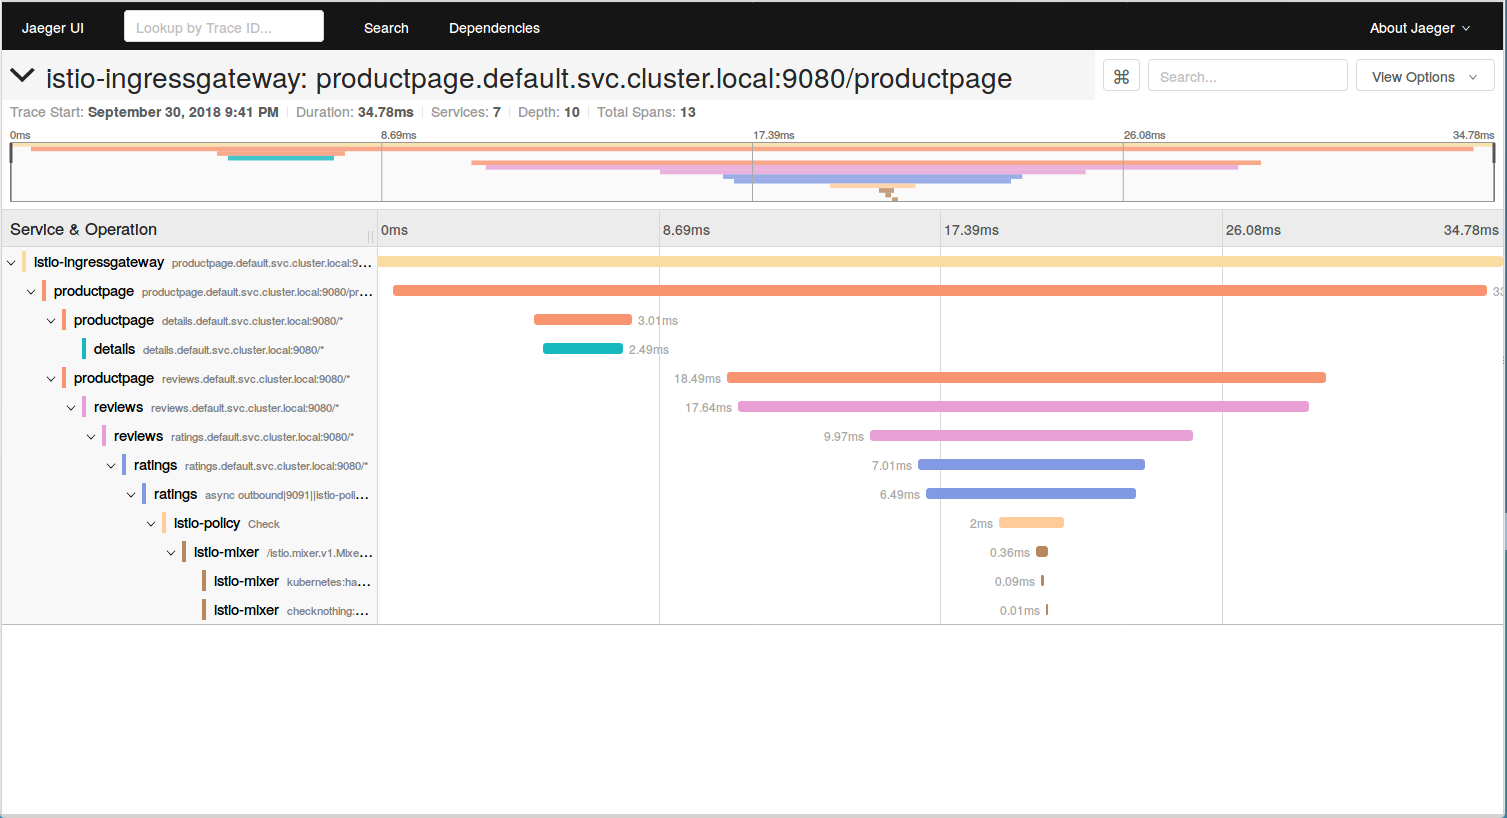 Jaeger UI Lookup by Trace ID... Search Dependencies About Jaeger
istio-ingressgateway: productpage.default.svc.cluster.local:9080/productpage ⌘ Search... View Options
Trace Start: September 30, 2018 9:41 PM Duration: 34.78ms Services: 7 Depth: 10 Total Spans: 13
0ms 8.69ms 17.39ms 26.08ms 34.78ms
Service & Operation 0ms 8.69ms 17.39ms 26.08ms 34.78ms
istio-ingressgateway productpage.default.svc.cluster.local:9...
productpage productpage.default.svc.cluster.local:9080/pr... 33
productpage details.default.svc.cluster.local:9080/* 3.01ms
details details.default.svc.cluster.local:9080/* 2.49ms
productpage reviews.default.svc.cluster.local:9080/* 18.49ms
reviews reviews.default.svc.cluster.local:9080/* 17.64ms
reviews ratings.default.svc.cluster.local:9080/* 9.97ms
ratings ratings.default.svc.cluster.local:9080/* 7.01ms
ratings async outbound|9091||istio-poli... 6.49ms
istio-policy Check 2ms
istio-mixer /istio.mixer.v1.Mixe... 0.36ms
istio-mixer kubernetes:ha... 0.09ms
istio-mixer checknothing:... 0.01ms